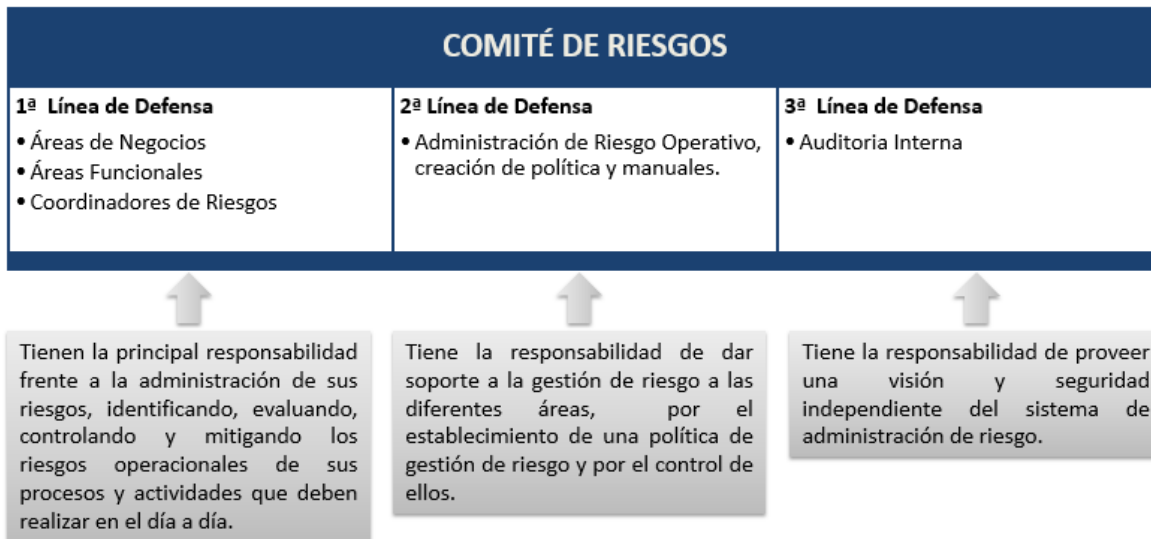 COMITÉ DE RIESGOS
1ª Línea de Defensa
• Áreas de Negocios
• Áreas Funcionales
• Coordinadores de Riesgos
2ª Línea de Defensa
• Administración de Riesgo Operativo,
creación de política y manuales.
3ª Línea de Defensa
• Auditoria Interna
Tienen la principal responsabilidad
frente a la administración de sus
riesgos, identificando, evaluando,
controlando y mitigando los
riesgos operacionales de sus
procesos y actividades que deben
realizar en el día a día.
Tiene la responsabilidad de dar
soporte a la gestión de riesgo a las
diferentes áreas, por el
establecimiento de una política de
gestión de riesgo y por el control de
ellos.
Tiene la responsabilidad de proveer
una visión y seguridad
independiente del sistema de
administración de riesgo.